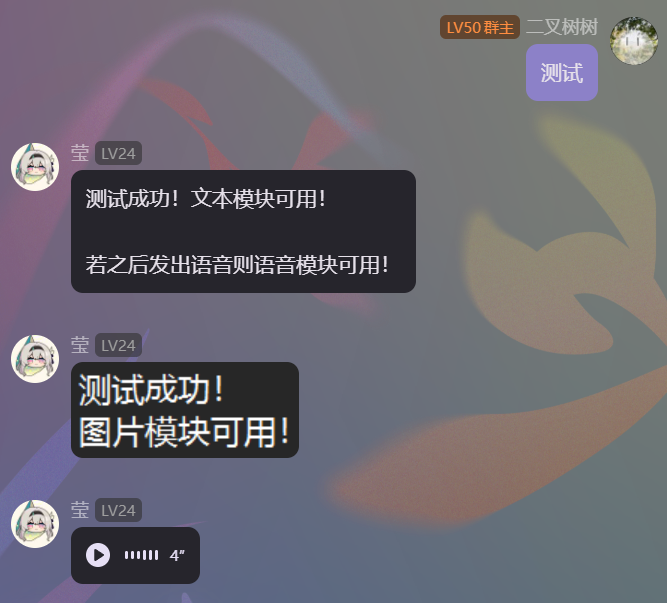 LV50 群主 二叉树树
测试
莹 LV24
测试成功！文本模块可用！
若之后发出语音则语音模块可用！
莹 LV24
测试成功！
图片模块可用！
莹 LV24
4"